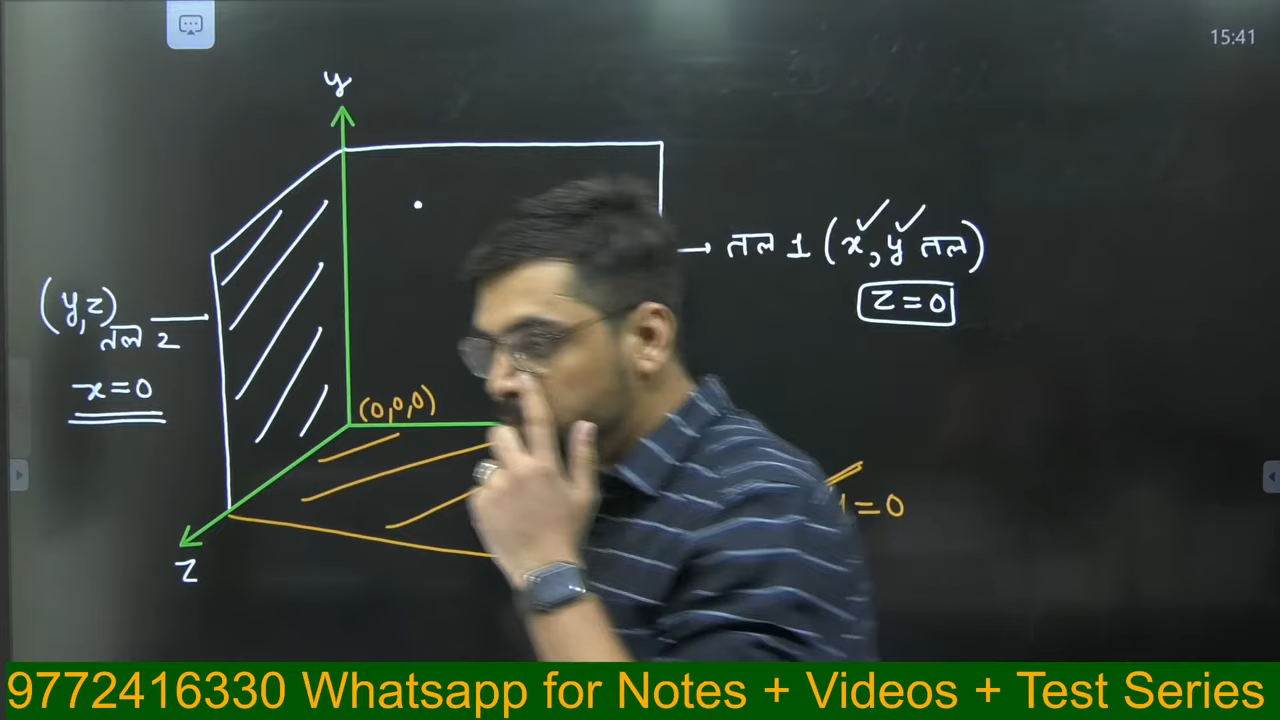 15:41
y
→ तल 1 (x, y तल)
z = 0
(y, z)
तल 2
x = 0
(0,0,0)
= 0
z
9772416330 Whatsapp for Notes + Videos + Test Series